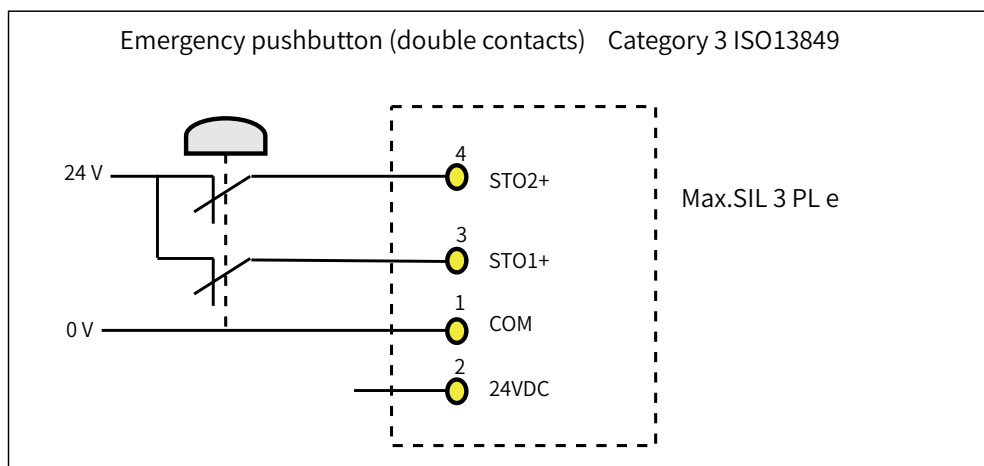 Emergency pushbutton (double contacts) Category 3 ISO13849
4
24 V
STO2+
Max.SIL 3 PL e
3
STO1+
1
0 V
COM
2
24VDC